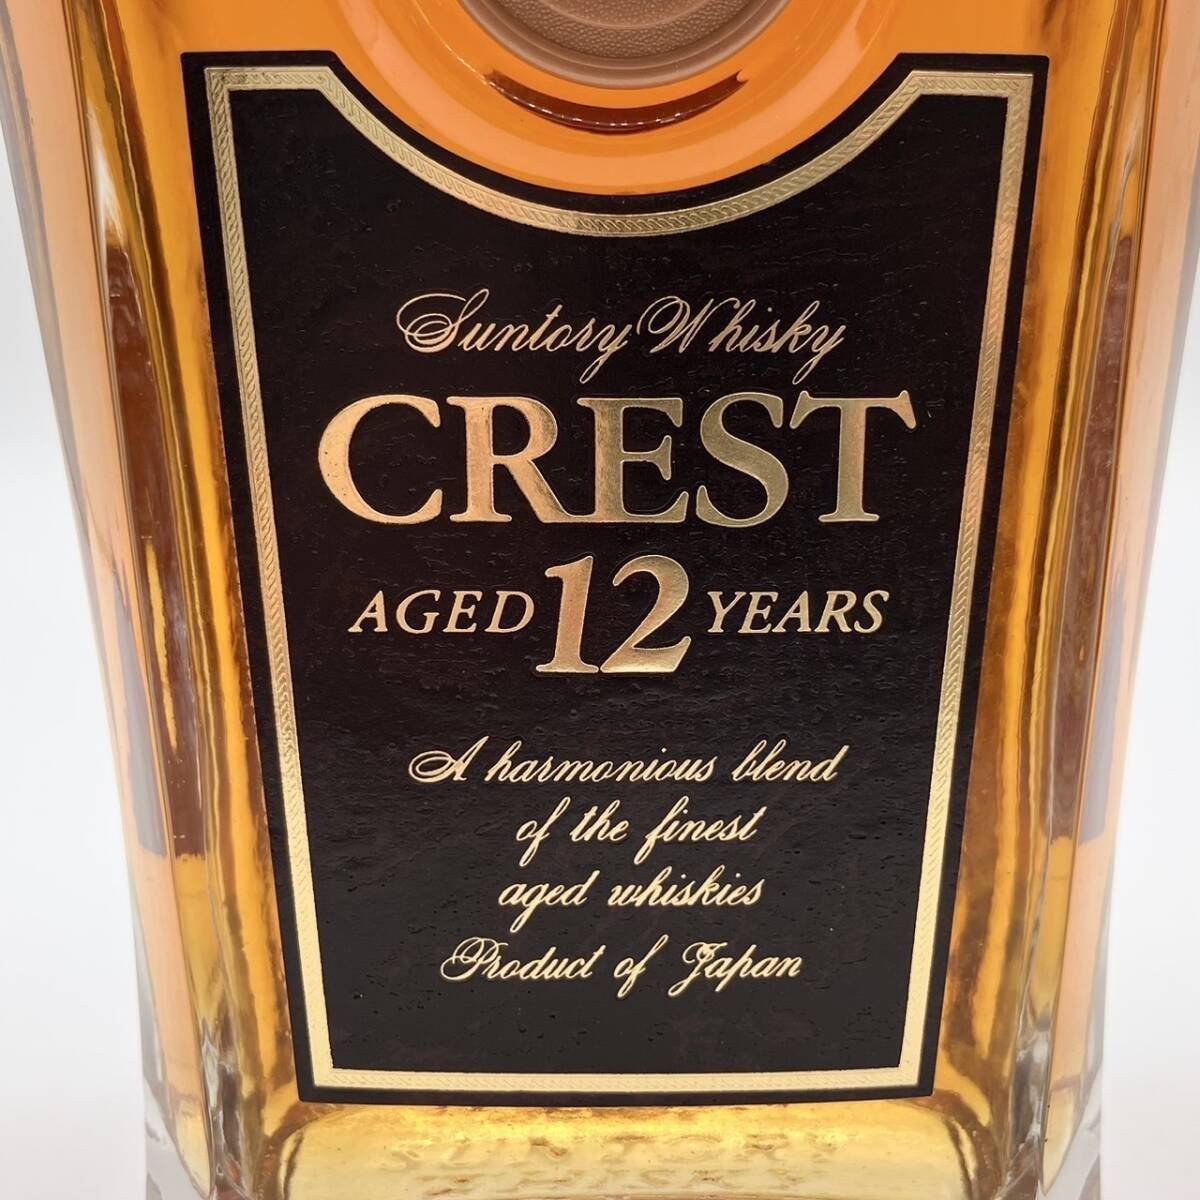 Suntory Whisky
CREST
AGED 12 YEARS
A harmonious blend
of the finest
aged whiskies
Product of Japan